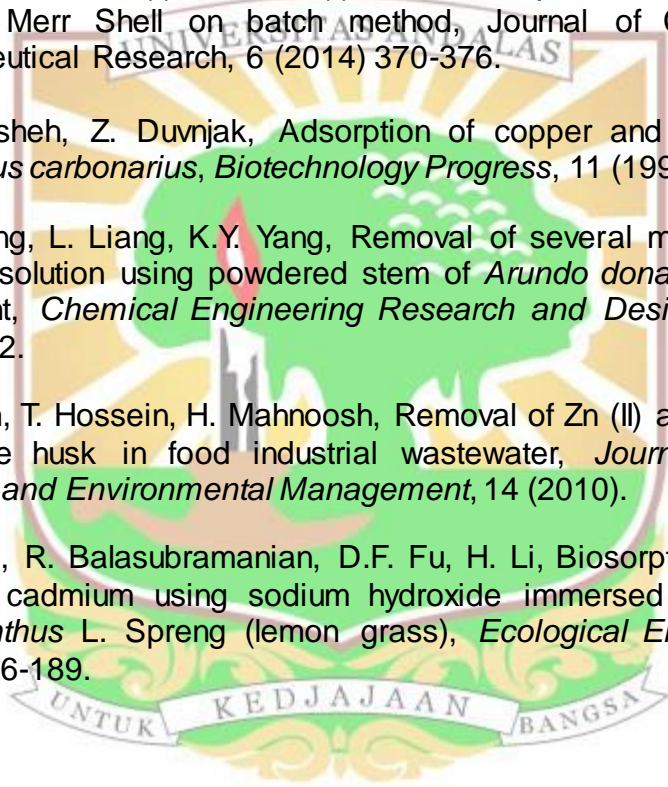 Merr Shell on batch method, Journal of C
eutical Research, 6 (2014) 370-376.
UNIVERSITAS ANDALAS
sheh, Z. Duvnjak, Adsorption of copper and
us carbonarius, Biotechnology Progress, 11 (199
ng, L. Liang, K.Y. Yang, Removal of several m
solution using powdered stem of Arundo dona
nt, Chemical Engineering Research and Desi
2.
, T. Hossein, H. Mahnoosh, Removal of Zn (II) a
e husk in food industrial wastewater, Journ
and Environmental Management, 14 (2010).
, R. Balasubramanian, D.F. Fu, H. Li, Biosorpt
cadmium using sodium hydroxide immersed
nthus L. Spreng (lemon grass), Ecological E
6-189.
UNTUK KEDJAJAAN BANGSA